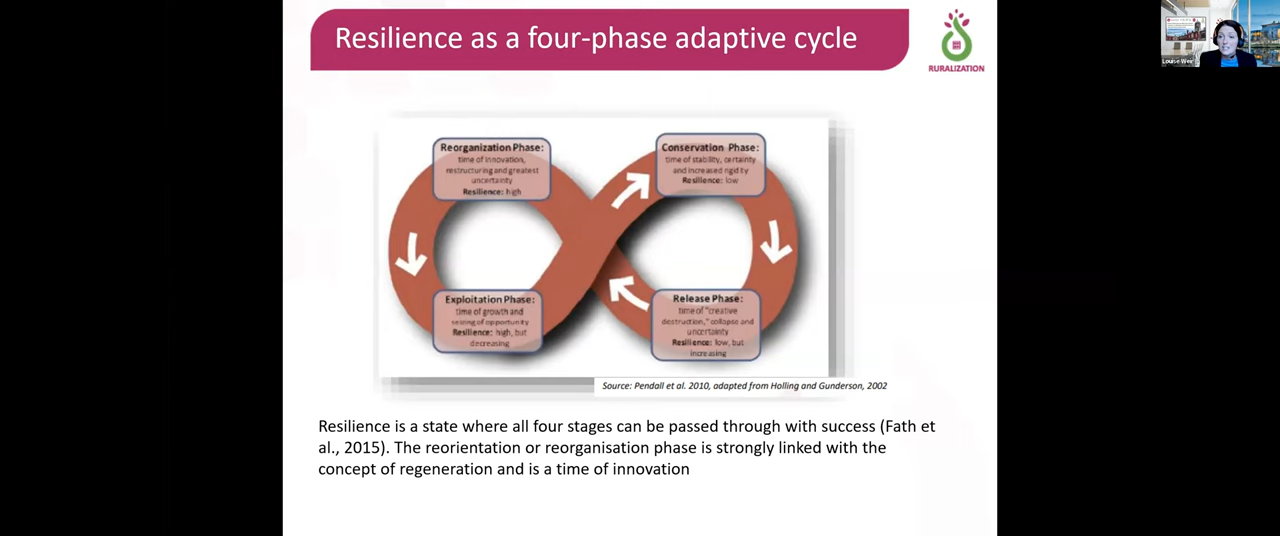 Resilience as a four-phase adaptive cycle
RURALIZATION
Louise Weir
Reorganization Phase:
time of innovation,
restructuring and greatest
uncertainty
Resilience: high
Conservation Phase:
time of stability, certainty
and increased rigidity
Resilience: low
Exploitation Phase:
time of growth and
seizing of opportunity
Resilience: high, but
decreasing
Release Phase:
time of "creative
destruction," collapse and
uncertainty
Resilience: low, but
increasing
Source: Pendall et al. 2010, adapted from Holling and Gunderson, 2002
Resilience is a state where all four stages can be passed through with success (Fath et
al., 2015). The reorientation or reorganisation phase is strongly linked with the
concept of regeneration and is a time of innovation